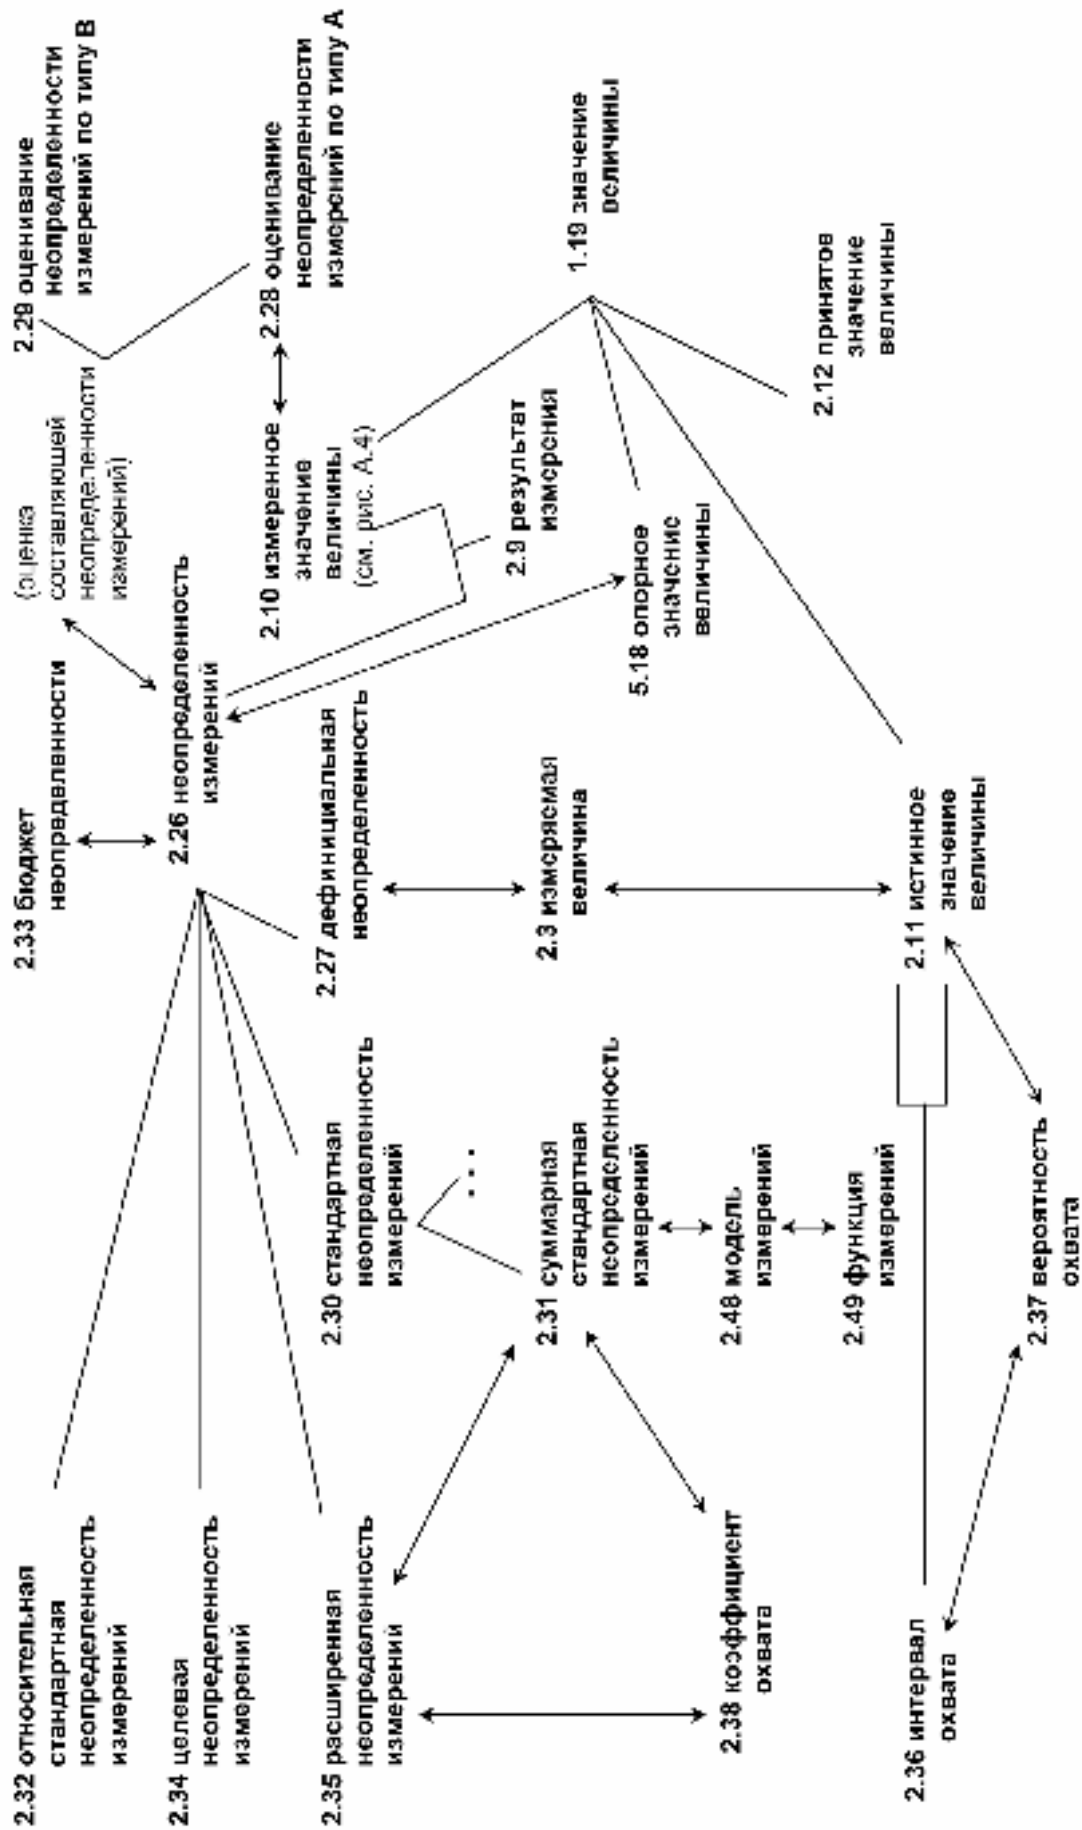 2.32 относительная
стандартная
неопределенность
измерений
2.33 бюджет
неопределенности
(оценка
составляющей
неопределенности
измерений)
2.29 оценивание
неопределенности
измерений по типу В
2.34 целевая
неопределенность
измерений
2.26 неопределенность
измерений
2.10 измеренное
значение
величины
(см. рис. А.4)
2.28 оценивание
неопределенности
измерений по типу А
2.35 расширенная
неопределенность
измерений
2.30 стандартная
неопределенность
измерений
2.27 дефинициальная
неопределенность
2.9 результат
измерения
...
2.31 суммарная
стандартная
неопределенность
измерений
2.3 измеряемая
величина
5.18 опорное
значение
величины
1.19 значение
величины
2.38 коэффициент
охвата
2.48 модель
измерений
2.12 принятов
значение
величины
2.49 функция
измерений
2.36 интервал
охвата
2.11 истинное
значение
величины
2.37 вероятность
охвата